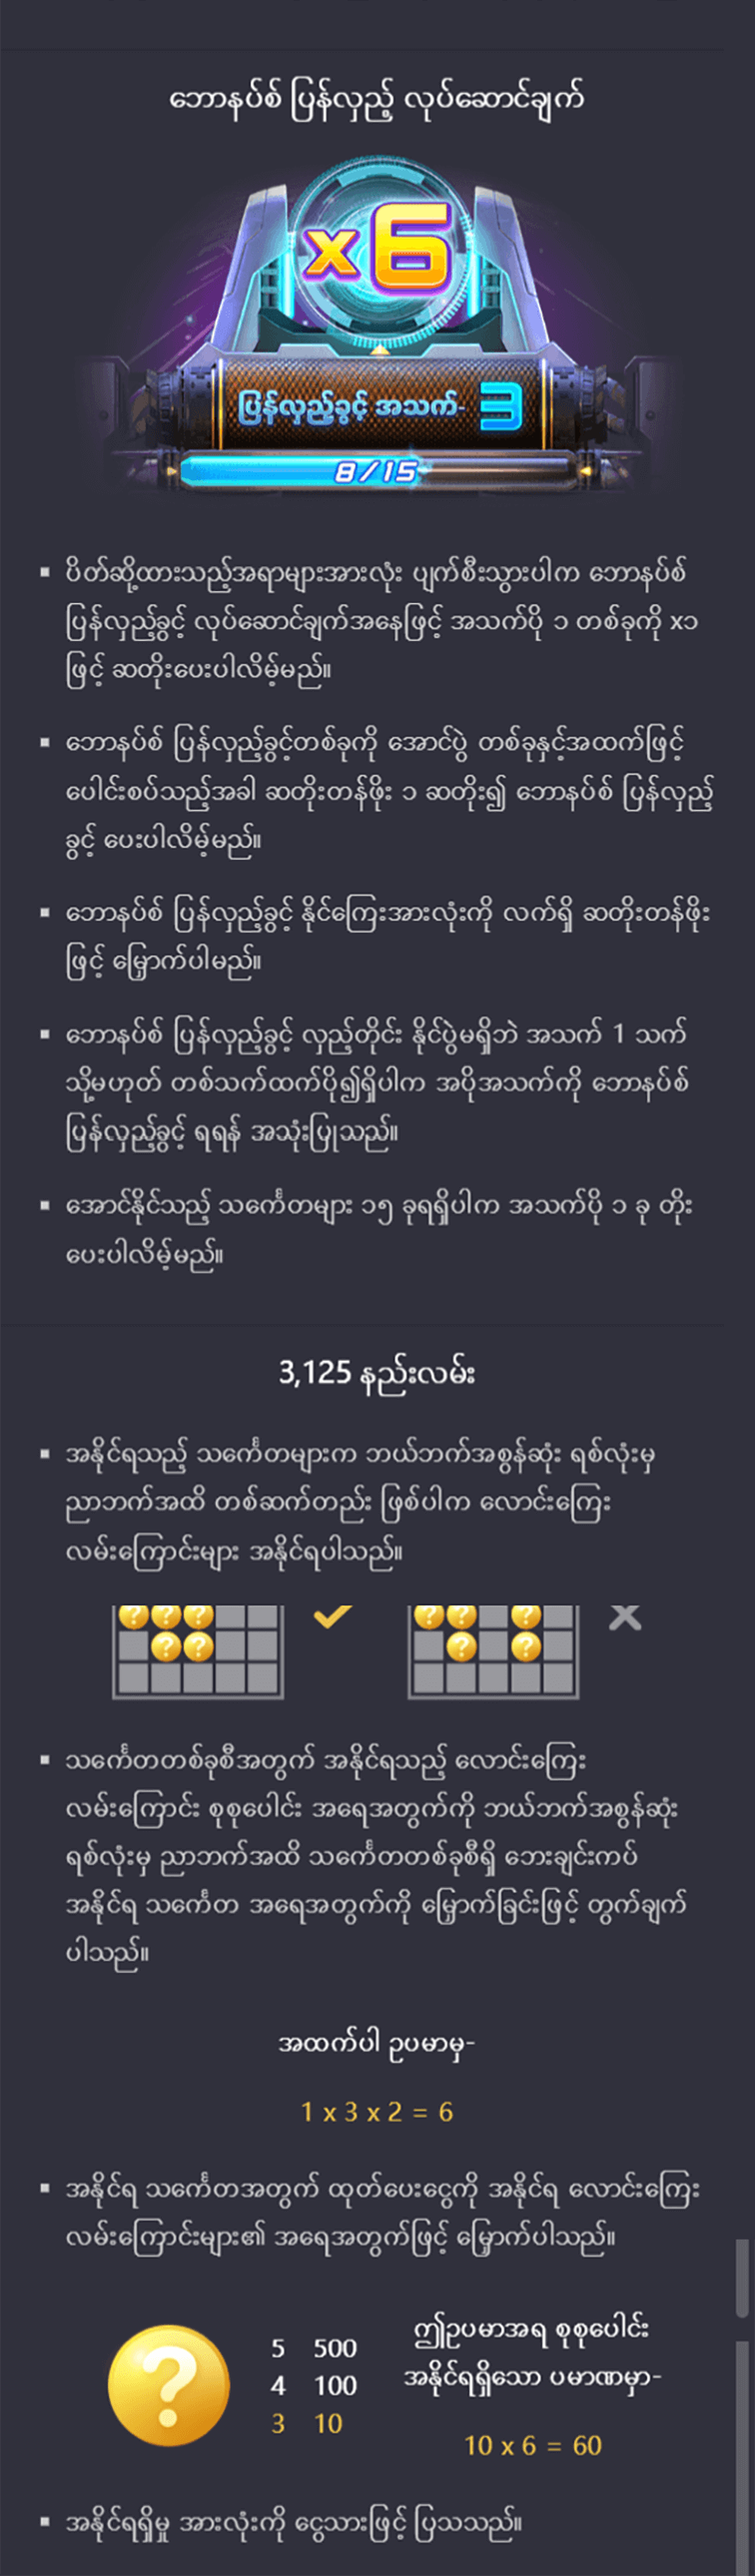 ဘောနပ်စ် ပြန်လှည့် လုပ်ဆောင်ချက်
x6
ပြန်လှည့်ခွင့် အသက်- 3
8/15
ပိတ်ဆို့ထားသည့်အရာများအားလုံး ပျက်စီးသွားပါက ဘောနပ်စ်
ပြန်လှည့်ခွင့် လုပ်ဆောင်ချက်အနေဖြင့် အသက်ပို ၁ တစ်ခုကို x၁
ဖြင့် ဆတိုးပေးပါလိမ့်မည်။
ဘောနပ်စ် ပြန်လှည့်ခွင့်တစ်ခုကို အောင်ပွဲ တစ်ခုနှင့်အထက်ဖြင့်
ပေါင်းစပ်သည့်အခါ ဆတိုးတန်ဖိုး ၁ ဆတိုး၍ ဘောနပ်စ် ပြန်လှည့်
ခွင့် ပေးပါလိမ့်မည်။
ဘောနပ်စ် ပြန်လှည့်ခွင့် နိုင်ကြေးအားလုံးကို လက်ရှိ ဆတိုးတန်ဖိုး
ဖြင့် မြှောက်ပါမည်။
ဘောနပ်စ် ပြန်လှည့်ခွင့် လှည့်တိုင်း နိုင်ပွဲမရှိဘဲ အသက် 1 သက်
သို့မဟုတ် တစ်သက်ထက်ပို၍ရှိပါက အပိုအသက်ကို ဘောနပ်စ်
ပြန်လှည့်ခွင့် ရရန် အသုံးပြုသည်။
အောင်နိုင်သည့် သင်္ကေတများ ၁၅ ခုရရှိပါက အသက်ပို ၁ ခု တိုး
ပေးပါလိမ့်မည်။
3,125 နည်းလမ်း
အနိုင်ရသည့် သင်္ကေတများက ဘယ်ဘက်အစွန်ဆုံး ရစ်လုံးမှ
ညာဘက်အထိ တစ်ဆက်တည်း ဖြစ်ပါက လောင်းကြေး
လမ်းကြောင်းများ အနိုင်ရပါသည်။
သင်္ကေတတစ်ခုစီအတွက် အနိုင်ရသည့် လောင်းကြေး
လမ်းကြောင်း စုစုပေါင်း အရေအတွက်ကို ဘယ်ဘက်အစွန်ဆုံး
ရစ်လုံးမှ ညာဘက်အထိ သင်္ကေတတစ်ခုစီရှိ ဘေးချင်းကပ်
အနိုင်ရ သင်္ကေတ အရေအတွက်ကို မြှောက်ခြင်းဖြင့် တွက်ချက်
ပါသည်။
အထက်ပါ ဥပမာမှ-
1 x 3 x 2 = 6
အနိုင်ရ သင်္ကေတအတွက် ထုတ်ပေးငွေကို အနိုင်ရ လောင်းကြေး
လမ်းကြောင်းများ၏ အရေအတွက်ဖြင့် မြှောက်ပါသည်။
5 500
4 100
3 10
ဤဥပမာအရ စုစုပေါင်း
အနိုင်ရရှိသော ပမာဏမှာ-
10 x 6 = 60
အနိုင်ရရှိမှု အားလုံးကို ငွေသားဖြင့် ပြသသည်။